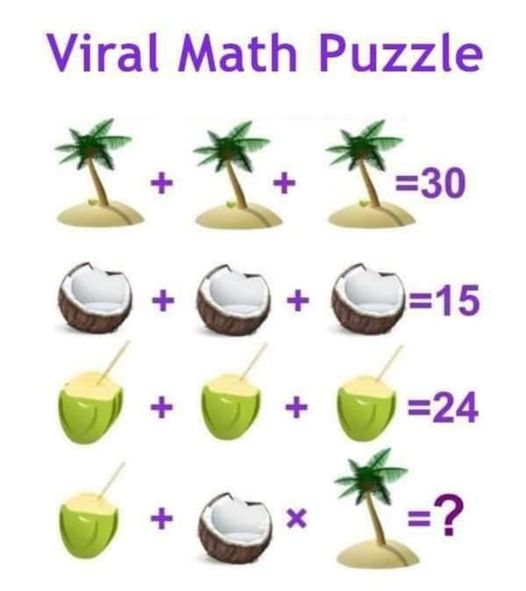 Viral Math Puzzle
+ + =30
+ + =15
+ + =24
+ × =?